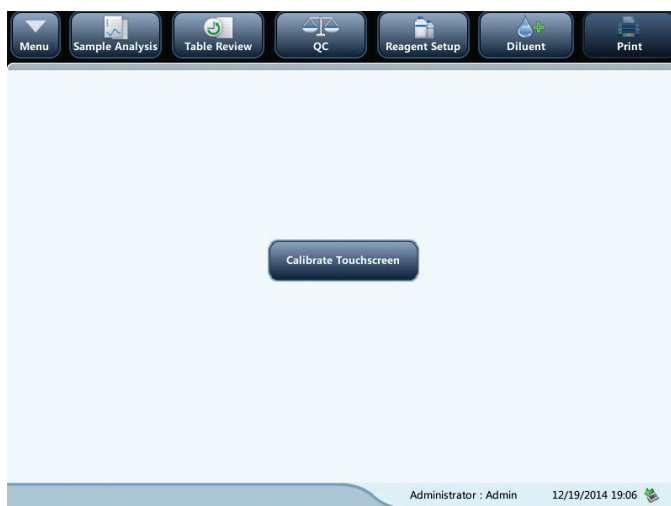 Menu
Sample Analysis
Table Review
QC
Reagent Setup
Diluent
Print
Calibrate Touchscreen
Administrator : Admin
12/19/2014 19:06